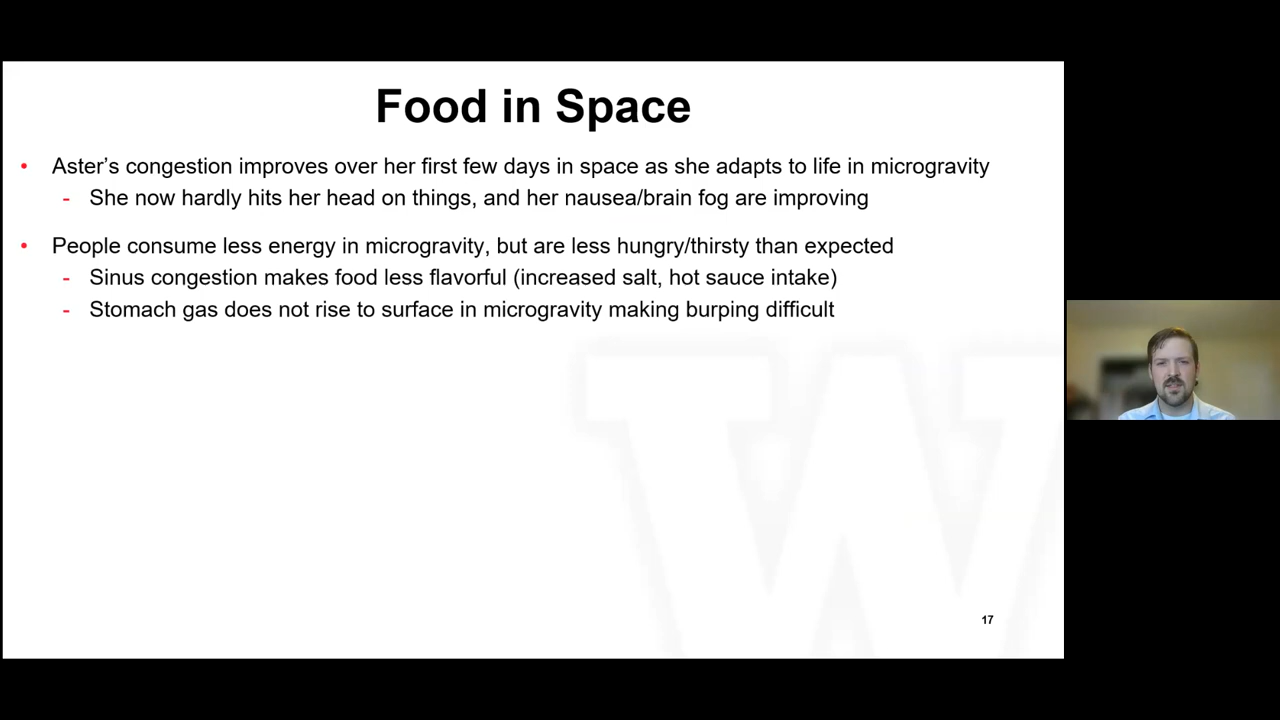 Food in Space
• Aster’s congestion improves over her first few days in space as she adapts to life in microgravity
- She now hardly hits her head on things, and her nausea/brain fog are improving
• People consume less energy in microgravity, but are less hungry/thirsty than expected
- Sinus congestion makes food less flavorful (increased salt, hot sauce intake)
- Stomach gas does not rise to surface in microgravity making burping difficult
W
17